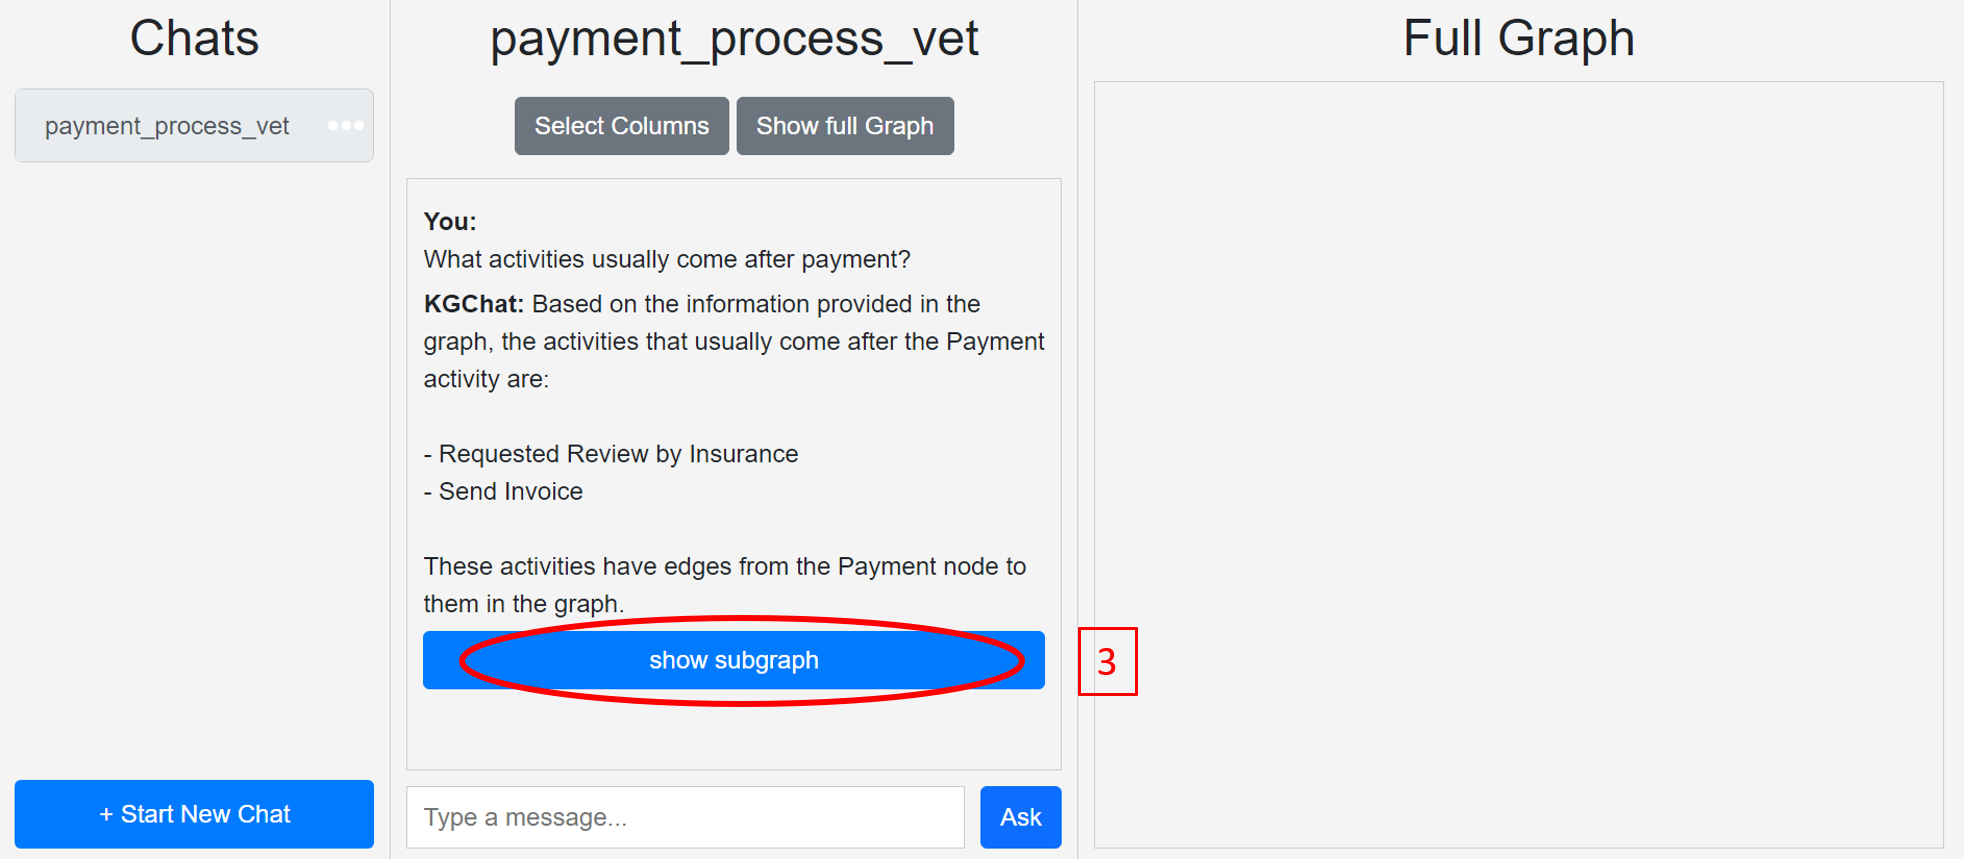 Chats
payment_process_vet
+ Start New Chat
payment_process_vet
Select Columns
Show full Graph
You:
What activities usually come after payment?
KGChat: Based on the information provided in the
graph, the activities that usually come after the Payment
activity are:
- Requested Review by Insurance
- Send Invoice
These activities have edges from the Payment node to
them in the graph.
show subgraph
3
Type a message...
Ask
Full Graph